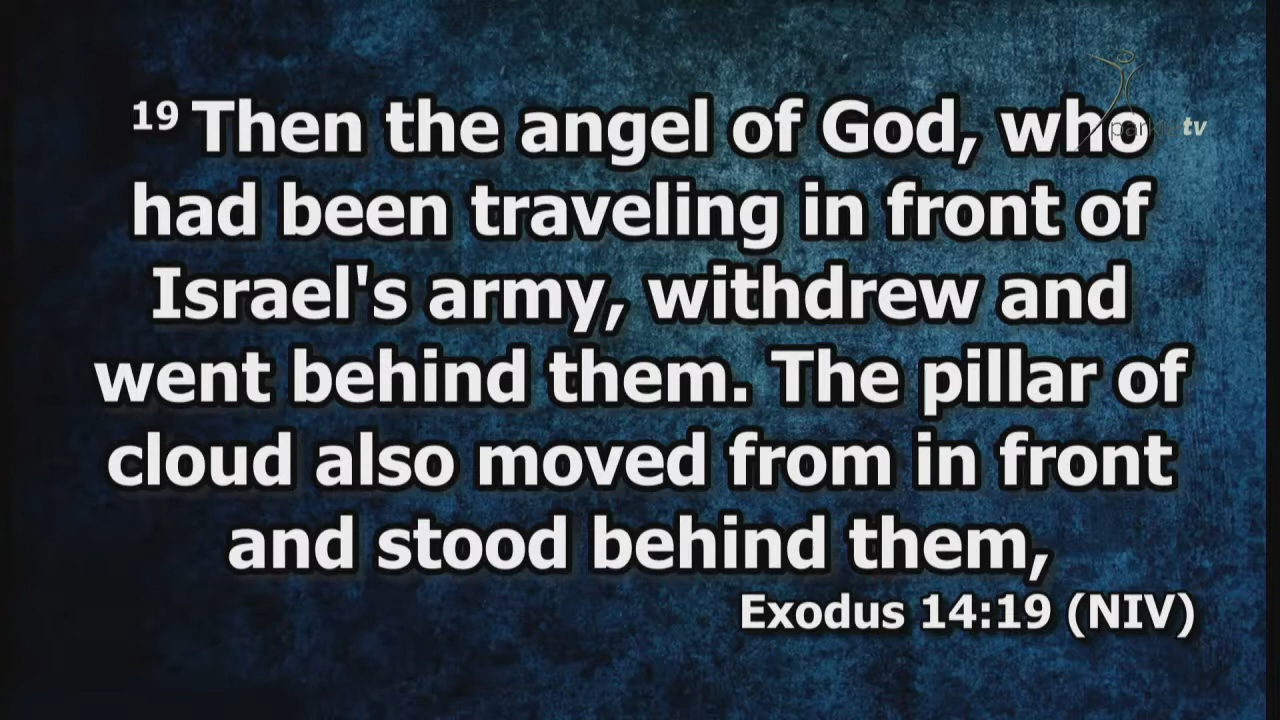 19 Then the angel of God, who
had been traveling in front of
Israel's army, withdrew and
went behind them. The pillar of
cloud also moved from in front
and stood behind them,
Exodus 14:19 (NIV)
tv